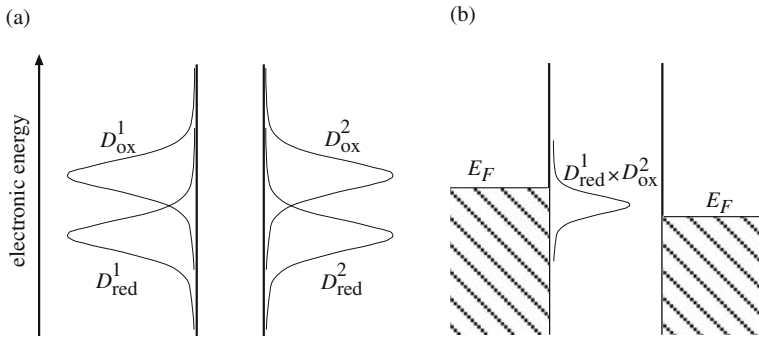 (a)
electronic energy
D¹ox
D²ox
D¹red
D²red
(b)
E_F
D¹red × D²ox
E_F